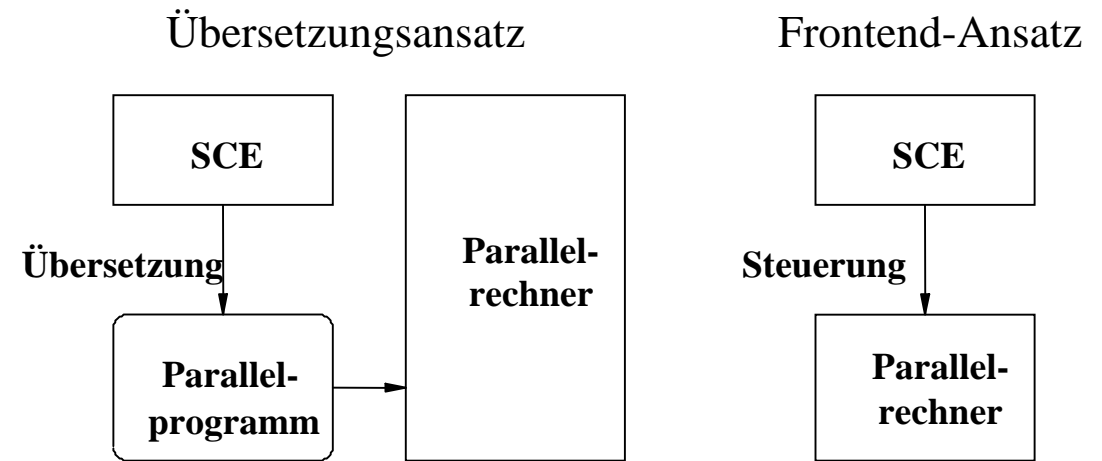 Übersetzungsansatz
SCE
Übersetzung
Parallel-
programm
Parallel-
rechner
Frontend-Ansatz
SCE
Steuerung
Parallel-
rechner